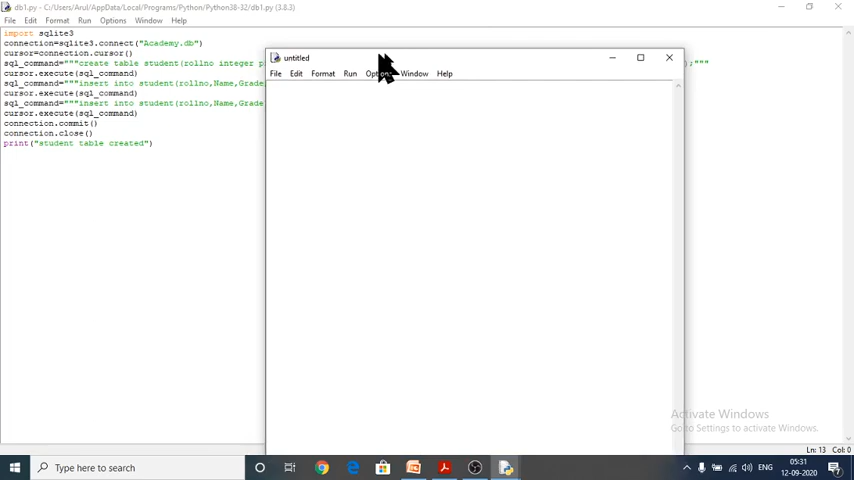 db1.py - C:/Users/Arul/AppData/Local/Programs/Python/Python38-32/db1.py (3.8.3)
File Edit Format Run Options Window Help
import sqlite3
connection=sqlite3.connect("Academy.db")
cursor=connection.cursor()
sql_command="""create table student(rollno integer p );"""
cursor.execute(sql_command)
sql_command="""insert into student(rollno,Name,Grade
cursor.execute(sql_command)
sql_command="""insert into student(rollno,Name,Grade
cursor.execute(sql_command)
connection.commit()
connection.close()
print("student table created")
untitled
File Edit Format Run Options Window Help
Activate Windows
Go to Settings to activate Windows.
Ln: 13 Col: 0
Type here to search
ENG
05:31
12-09-2020